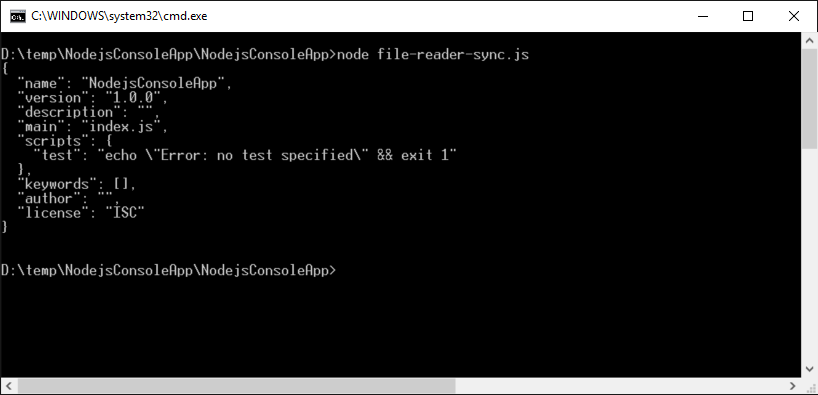 C:\WINDOWS\system32\cmd.exe
D:\temp\NodejsConsoleApp\NodejsConsoleApp>node file-reader-sync.js
{
  "name": "NodejsConsoleApp",
  "version": "1.0.0",
  "description": "",
  "main": "index.js",
  "scripts": {
    "test": "echo \"Error: no test specified\" && exit 1"
  },
  "keywords": [],
  "author": "",
  "license": "ISC"
}
D:\temp\NodejsConsoleApp\NodejsConsoleApp>